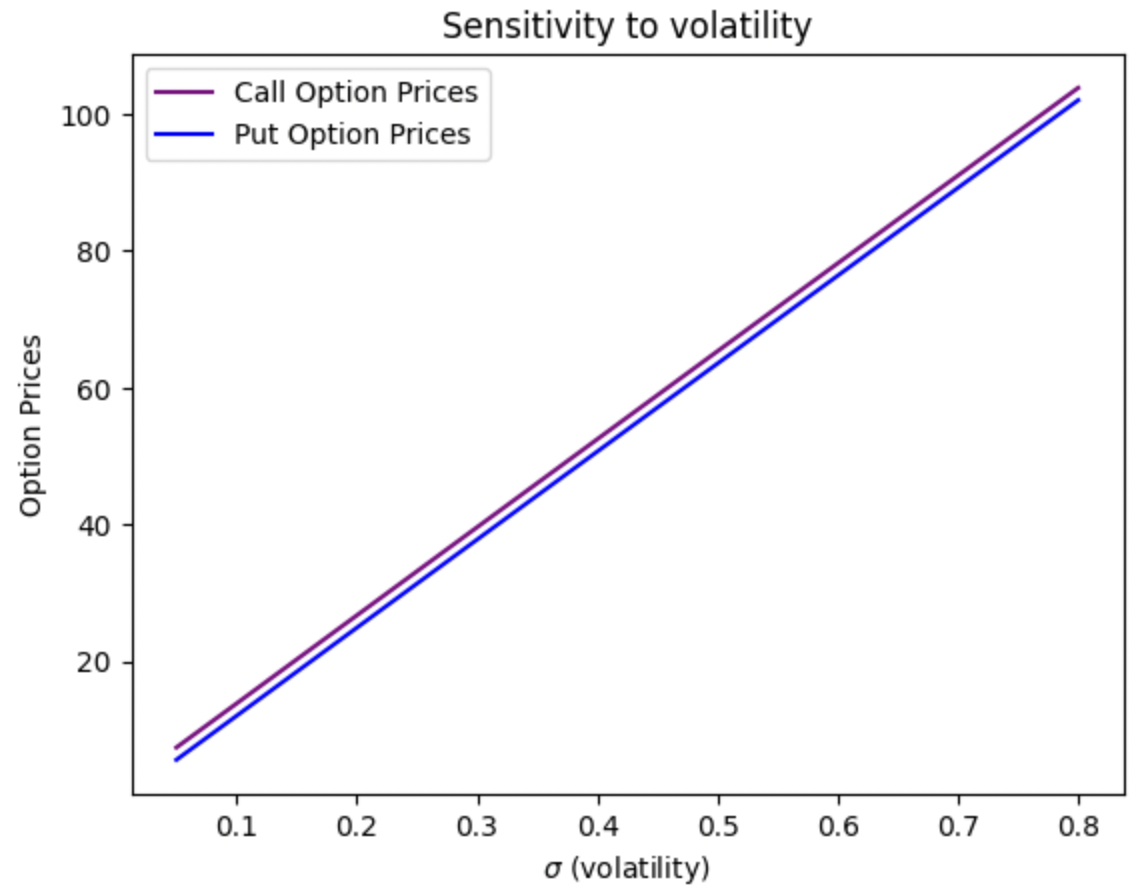 Sensitivity to volatility
Call Option Prices
Put Option Prices
Option Prices
100
80
60
40
20
0.1 0.2 0.3 0.4 0.5 0.6 0.7 0.8
σ (volatility)